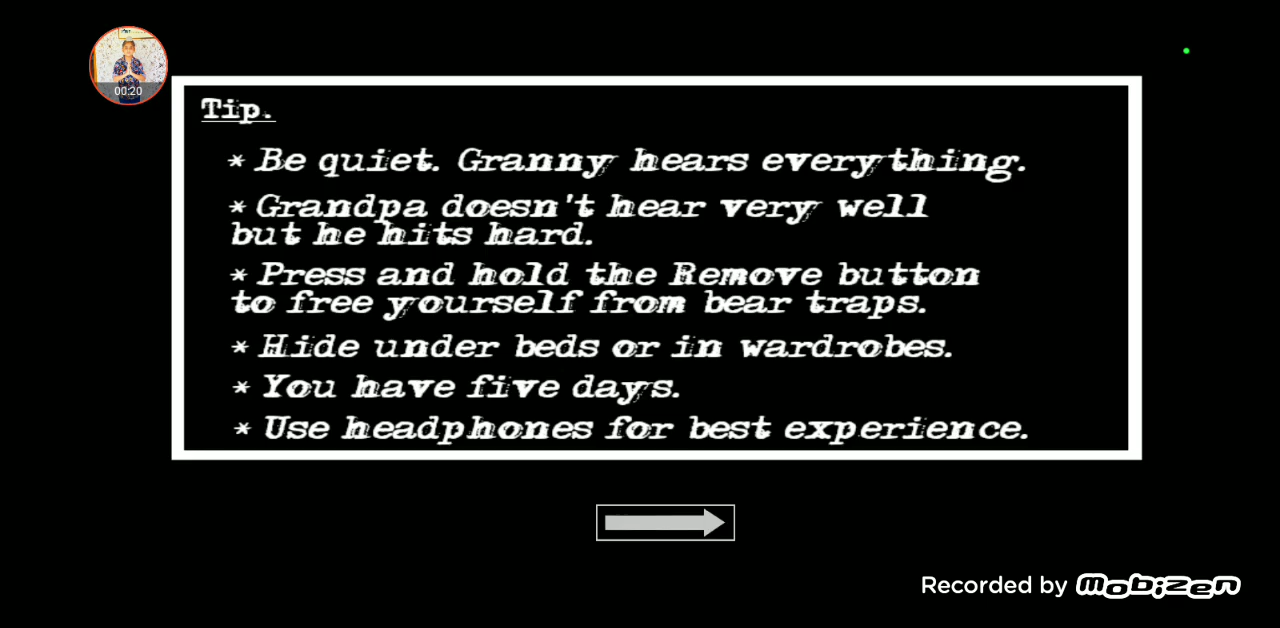 00:20
Tip.
* Be quiet. Granny hears everything.
* Grandpa doesn't hear very well
but he hits hard.
* Press and hold the Remove button
to free yourself from bear traps.
* Hide under beds or in wardrobes.
* You have five days.
* Use headphones for best experience.
Recorded by mobizen